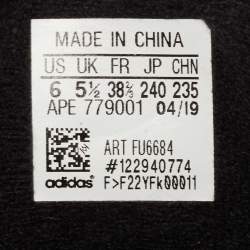 MADE IN CHINA
US UK FR JP CHN
6 5½ 38⅔ 240 235
APE 779001 04/19
ART FU6684
#122940774
adidas F>F22YFk00011